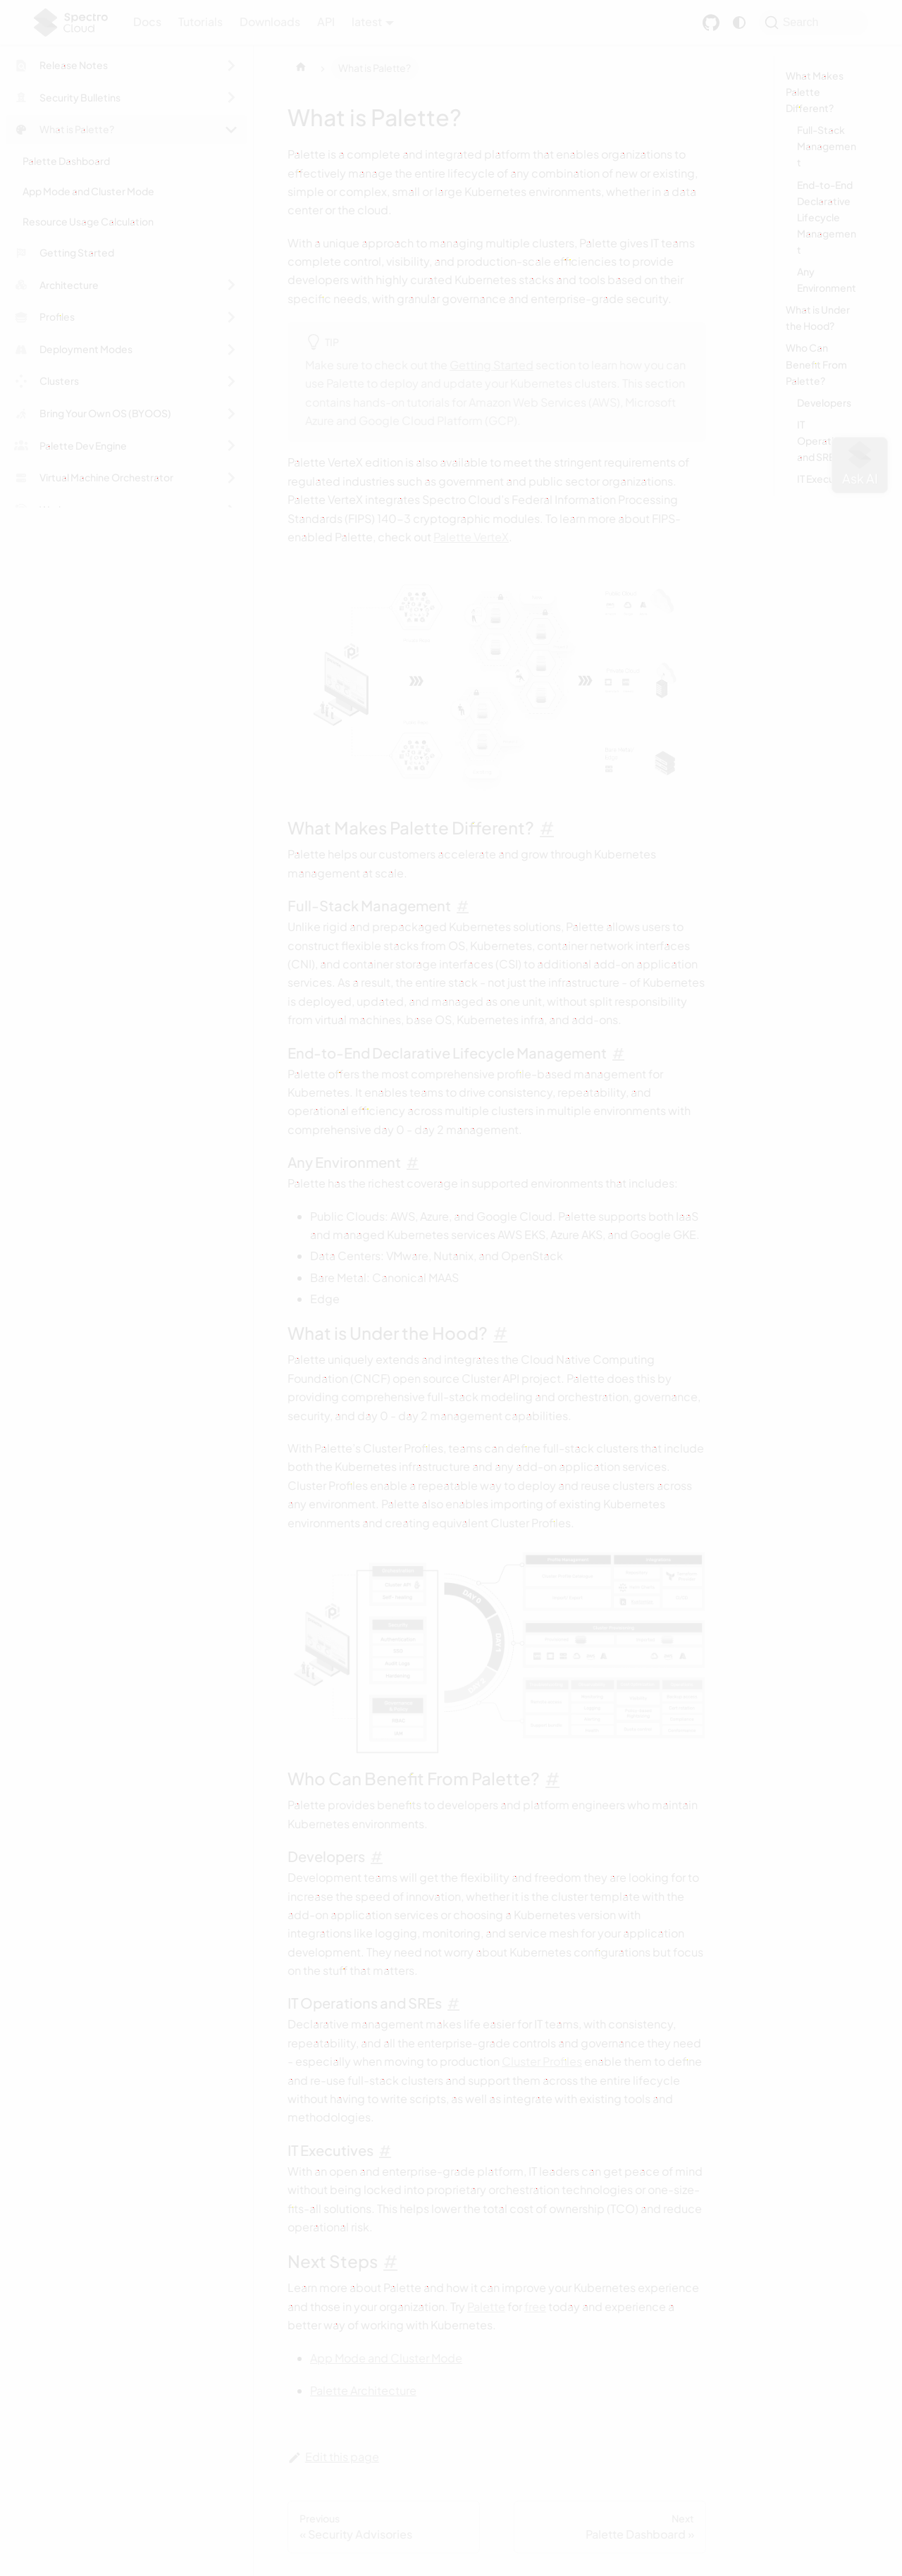 Spectro Cloud
Docs
Tutorials
Downloads
API
latest
Search
Release Notes
Security Bulletins
What is Palette?
Palette Dashboard
App Mode and Cluster Mode
Resource Usage Calculation
Getting Started
Architecture
Profiles
Deployment Modes
Clusters
Bring Your Own OS (BYOOS)
Palette Dev Engine
Virtual Machine Orchestrator
What is Palette?
What is Palette?
Palette is a complete and integrated platform that enables organizations to
effectively manage the entire lifecycle of any combination of new or existing,
simple or complex, small or large Kubernetes environments, whether in a data
center or the cloud.
With a unique approach to managing multiple clusters, Palette gives IT teams
complete control, visibility, and production-scale efficiencies to provide
developers with highly curated Kubernetes stacks and tools based on their
specific needs, with granular governance and enterprise-grade security.
TIP
Make sure to check out the Getting Started section to learn how you can
use Palette to deploy and update your Kubernetes clusters. This section
contains hands-on tutorials for Amazon Web Services (AWS), Microsoft
Azure and Google Cloud Platform (GCP).
Palette VerteX edition is also available to meet the stringent requirements of
regulated industries such as government and public sector organizations.
Palette VerteX integrates Spectro Cloud's Federal Information Processing
Standards (FIPS) 140-3 cryptographic modules. To learn more about FIPS-
enabled Palette, check out Palette VerteX.
What Makes Palette Different? #
Palette helps our customers accelerate and grow through Kubernetes
management at scale.
Full-Stack Management #
Unlike rigid and prepackaged Kubernetes solutions, Palette allows users to
construct flexible stacks from OS, Kubernetes, container network interfaces
(CNI), and container storage interfaces (CSI) to additional add-on application
services. As a result, the entire stack - not just the infrastructure - of Kubernetes
is deployed, updated, and managed as one unit, without split responsibility
from virtual machines, base OS, Kubernetes infra, and add-ons.
End-to-End Declarative Lifecycle Management #
Palette offers the most comprehensive profile-based management for
Kubernetes. It enables teams to drive consistency, repeatability, and
operational efficiency across multiple clusters in multiple environments with
comprehensive day 0 - day 2 management.
Any Environment #
Palette has the richest coverage in supported environments that includes:
Public Clouds: AWS, Azure, and Google Cloud. Palette supports both IaaS
and managed Kubernetes services AWS EKS, Azure AKS, and Google GKE.
Data Centers: VMware, Nutanix, and OpenStack
Bare Metal: Canonical MAAS
Edge
What is Under the Hood? #
Palette uniquely extends and integrates the Cloud Native Computing
Foundation (CNCF) open source Cluster API project. Palette does this by
providing comprehensive full-stack modeling and orchestration, governance,
security, and day 0 - day 2 management capabilities.
With Palette's Cluster Profiles, teams can define full-stack clusters that include
both the Kubernetes infrastructure and any add-on application services.
Cluster Profiles enable a repeatable way to deploy and reuse clusters across
any environment. Palette also enables importing of existing Kubernetes
environments and creating equivalent Cluster Profiles.
Who Can Benefit From Palette? #
Palette provides benefits to developers and platform engineers who maintain
Kubernetes environments.
Developers #
Development teams will get the flexibility and freedom they are looking for to
increase the speed of innovation, whether it is the cluster template with the
add-on application services or choosing a Kubernetes version with
integrations like logging, monitoring, and service mesh for your application
development. They need not worry about Kubernetes configurations but focus
on the stuff that matters.
IT Operations and SREs #
Declarative management makes life easier for IT teams, with consistency,
repeatability, and all the enterprise-grade controls and governance they need
- especially when moving to production. Cluster Profiles enable them to define
and re-use full-stack clusters and support them across the entire lifecycle
without having to write scripts, as well as integrate with existing tools and
methodologies.
IT Executives #
With an open and enterprise-grade platform, IT leaders can get peace of mind
without being locked into proprietary orchestration technologies or one-size-
fits-all solutions. This helps lower the total cost of ownership (TCO) and reduce
operational risk.
Next Steps #
Learn more about Palette and how it can improve your Kubernetes experience
and those in your organization. Try Palette for free today and experience a
better way of working with Kubernetes.
App Mode and Cluster Mode
Palette Architecture
Edit this page
Previous
« Security Advisories
Next
Palette Dashboard »
What Makes
Palette
Different?
Full-Stack
Managemen
t
End-to-End
Declarative
Lifecycle
Managemen
t
Any
Environment
What is Under
the Hood?
Who Can
Benefit From
Palette?
Developers
IT
Operat
and SRE
IT Execu
Ask AI